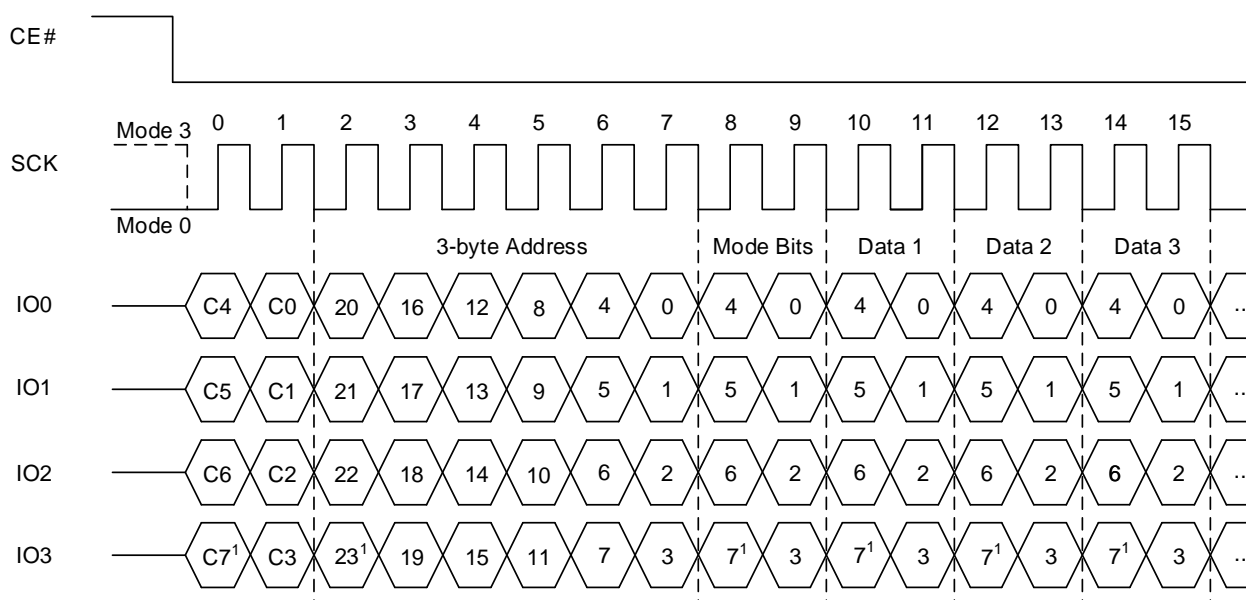 CE#
Mode 3 0 1 2 3 4 5 6 7 8 9 10 11 12 13 14 15
SCK
Mode 0
3-byte Address Mode Bits Data 1 Data 2 Data 3
IO0 C4 C0 20 16 12 8 4 0 4 0 4 0 4 0 4 0 ..
IO1 C5 C1 21 17 13 9 5 1 5 1 5 1 5 1 5 1 ..
IO2 C6 C2 22 18 14 10 6 2 6 2 6 2 6 2 6 2 ..
IO3 C7¹ C3 23¹ 19 15 11 7 3 7¹ 3 7¹ 3 7¹ 3 7¹ 3 ..